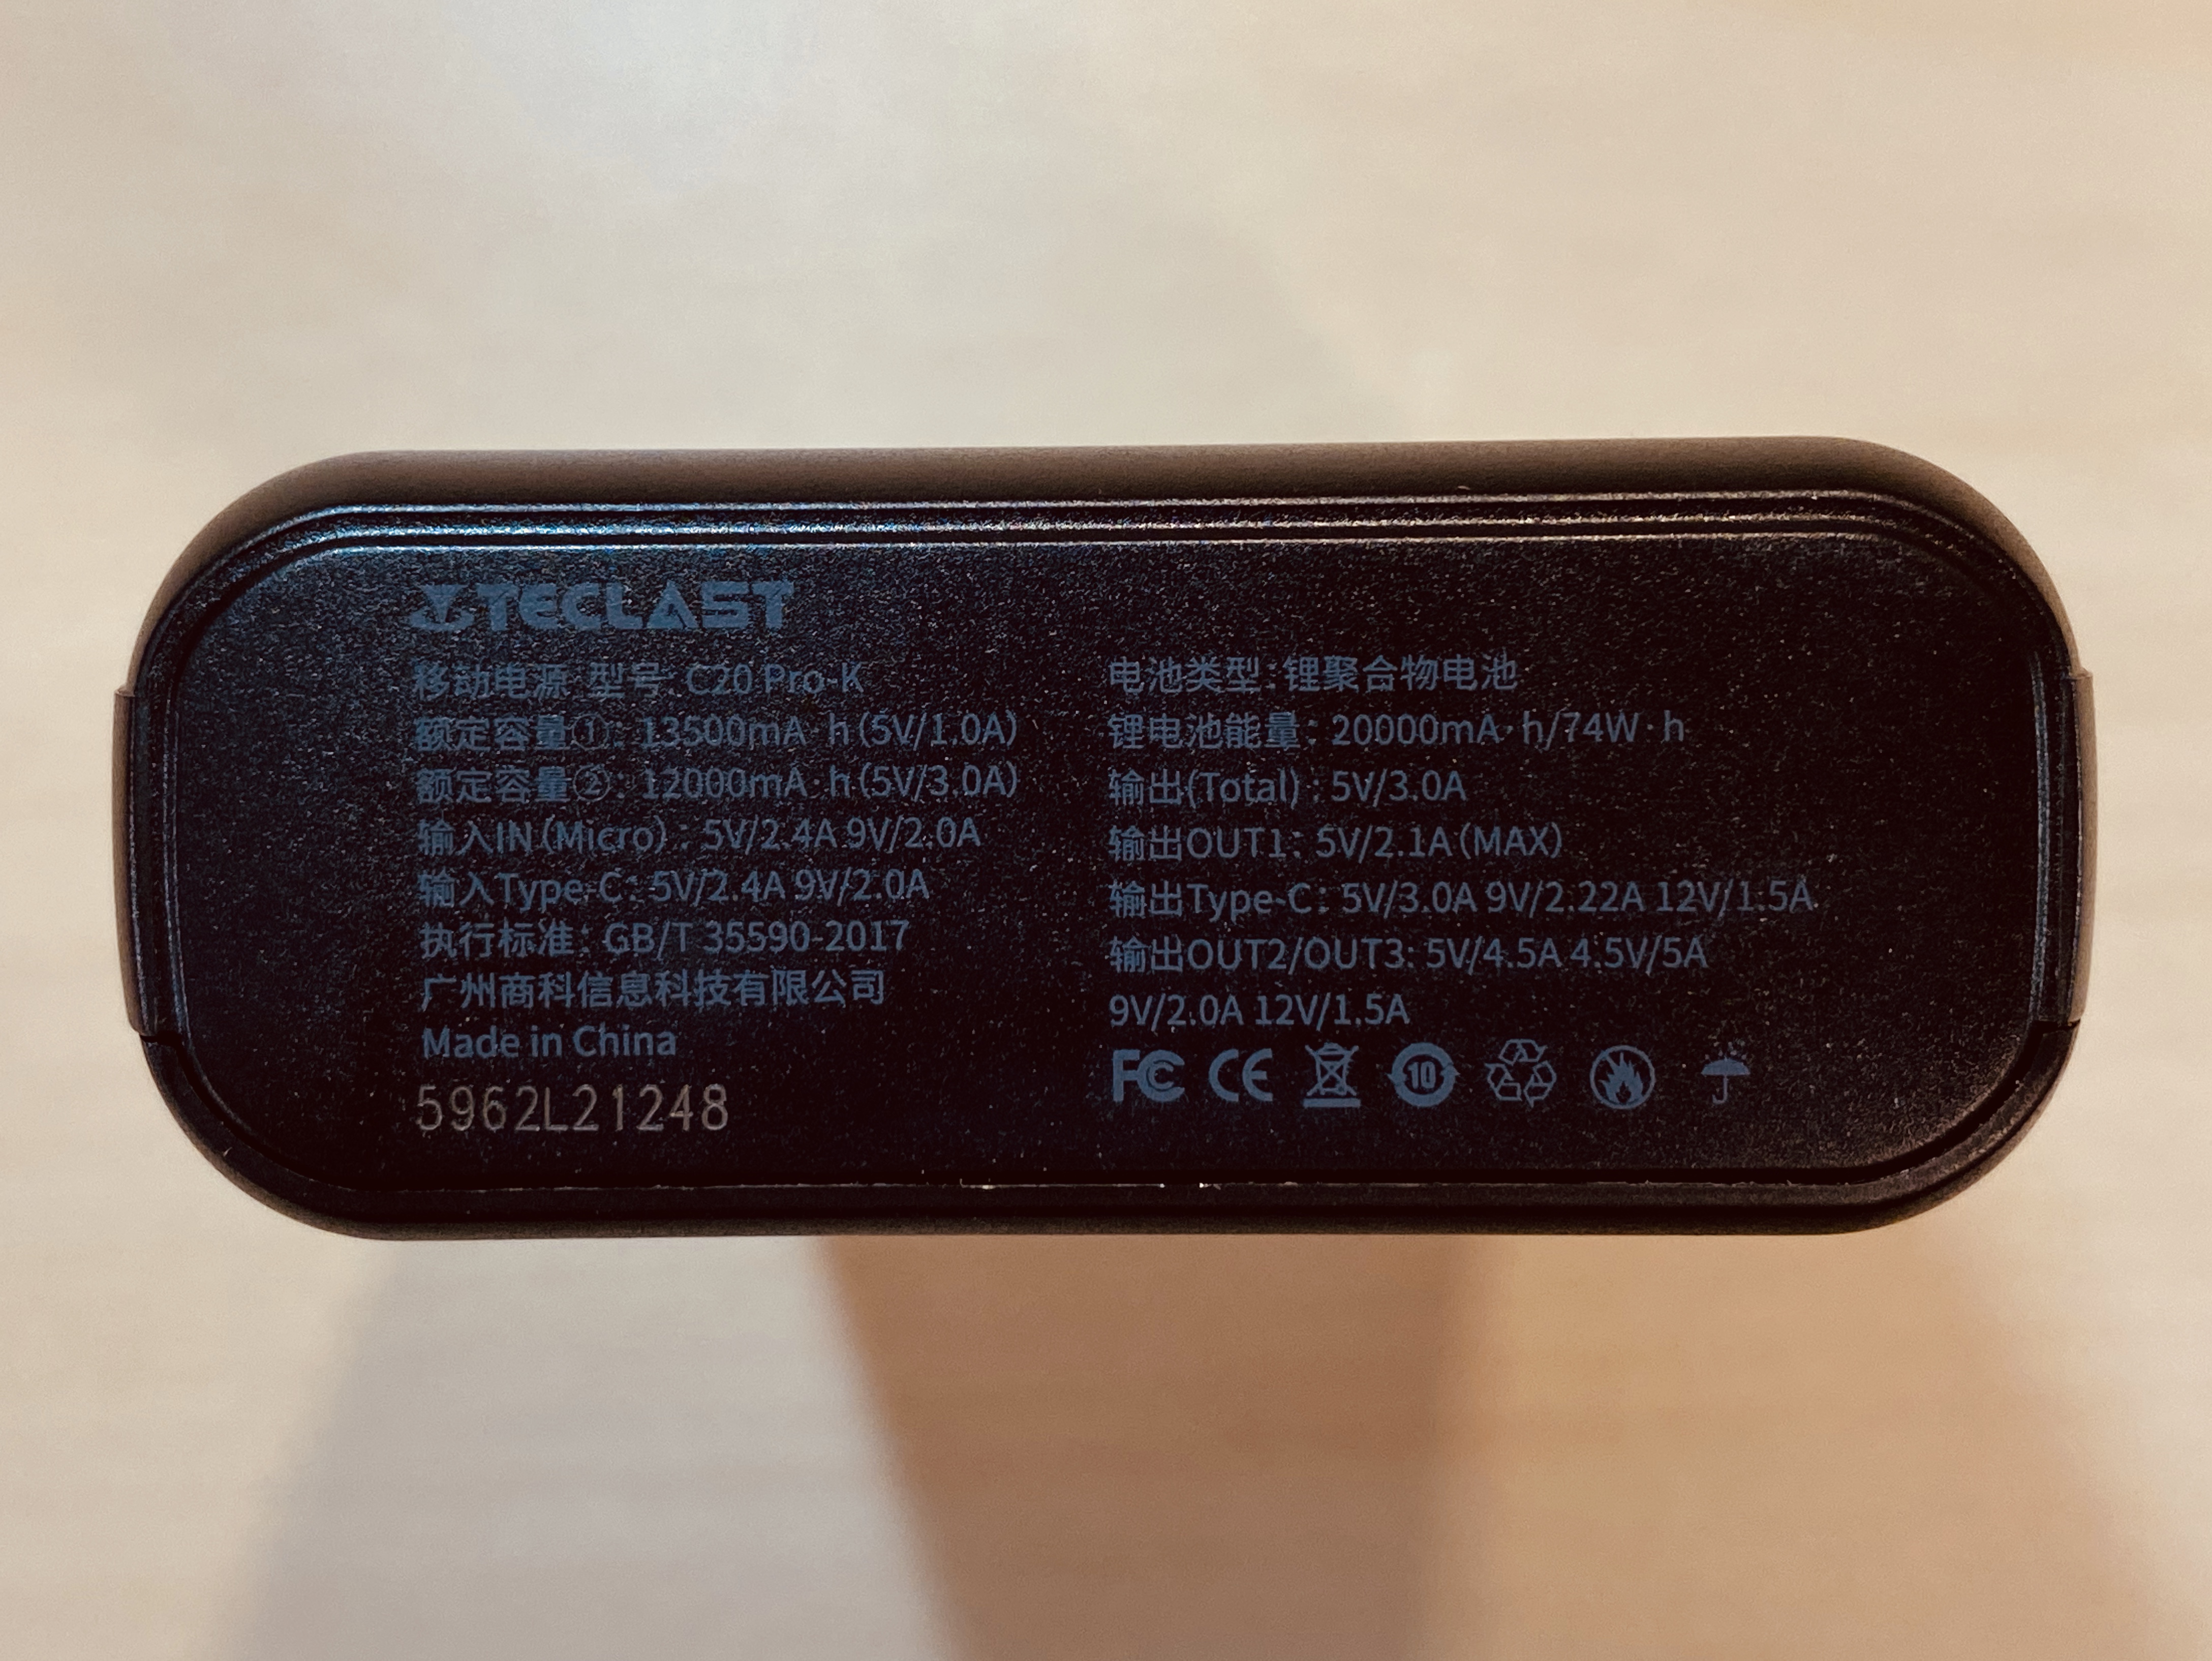 TECLAST
移动电源 型号: C20 Pro-K
额定容量①: 13500mA·h(5V/1.0A)
额定容量②: 12000mA·h(5V/3.0A)
输入IN(Micro): 5V/2.4A 9V/2.0A
输入Type-C: 5V/2.4A 9V/2.0A
执行标准: GB/T 35590-2017
广州商科信息科技有限公司
Made in China
5962L21248
电池类型:锂聚合物电池
锂电池能量: 20000mA·h/74W·h
输出(Total): 5V/3.0A
输出OUT1: 5V/2.1A(MAX)
输出Type-C: 5V/3.0A 9V/2.22A 12V/1.5A
输出OUT2/OUT3: 5V/4.5A 4.5V/5A
9V/2.0A 12V/1.5A
FC CE 10